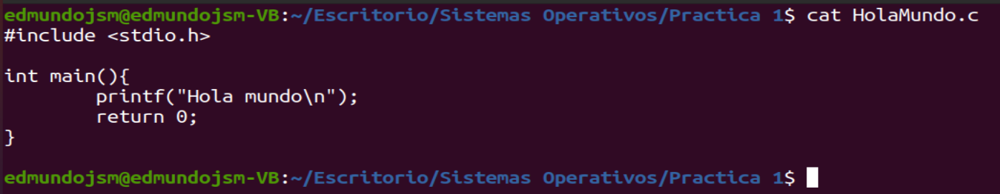 edmundojsm@edmundojsm-VB:~/Escritorio/Sistemas Operativos/Practica 1$ cat HolaMundo.c
#include <stdio.h>
int main(){
        printf("Hola mundo\n");
        return 0;
}
edmundojsm@edmundojsm-VB:~/Escritorio/Sistemas Operativos/Practica 1$